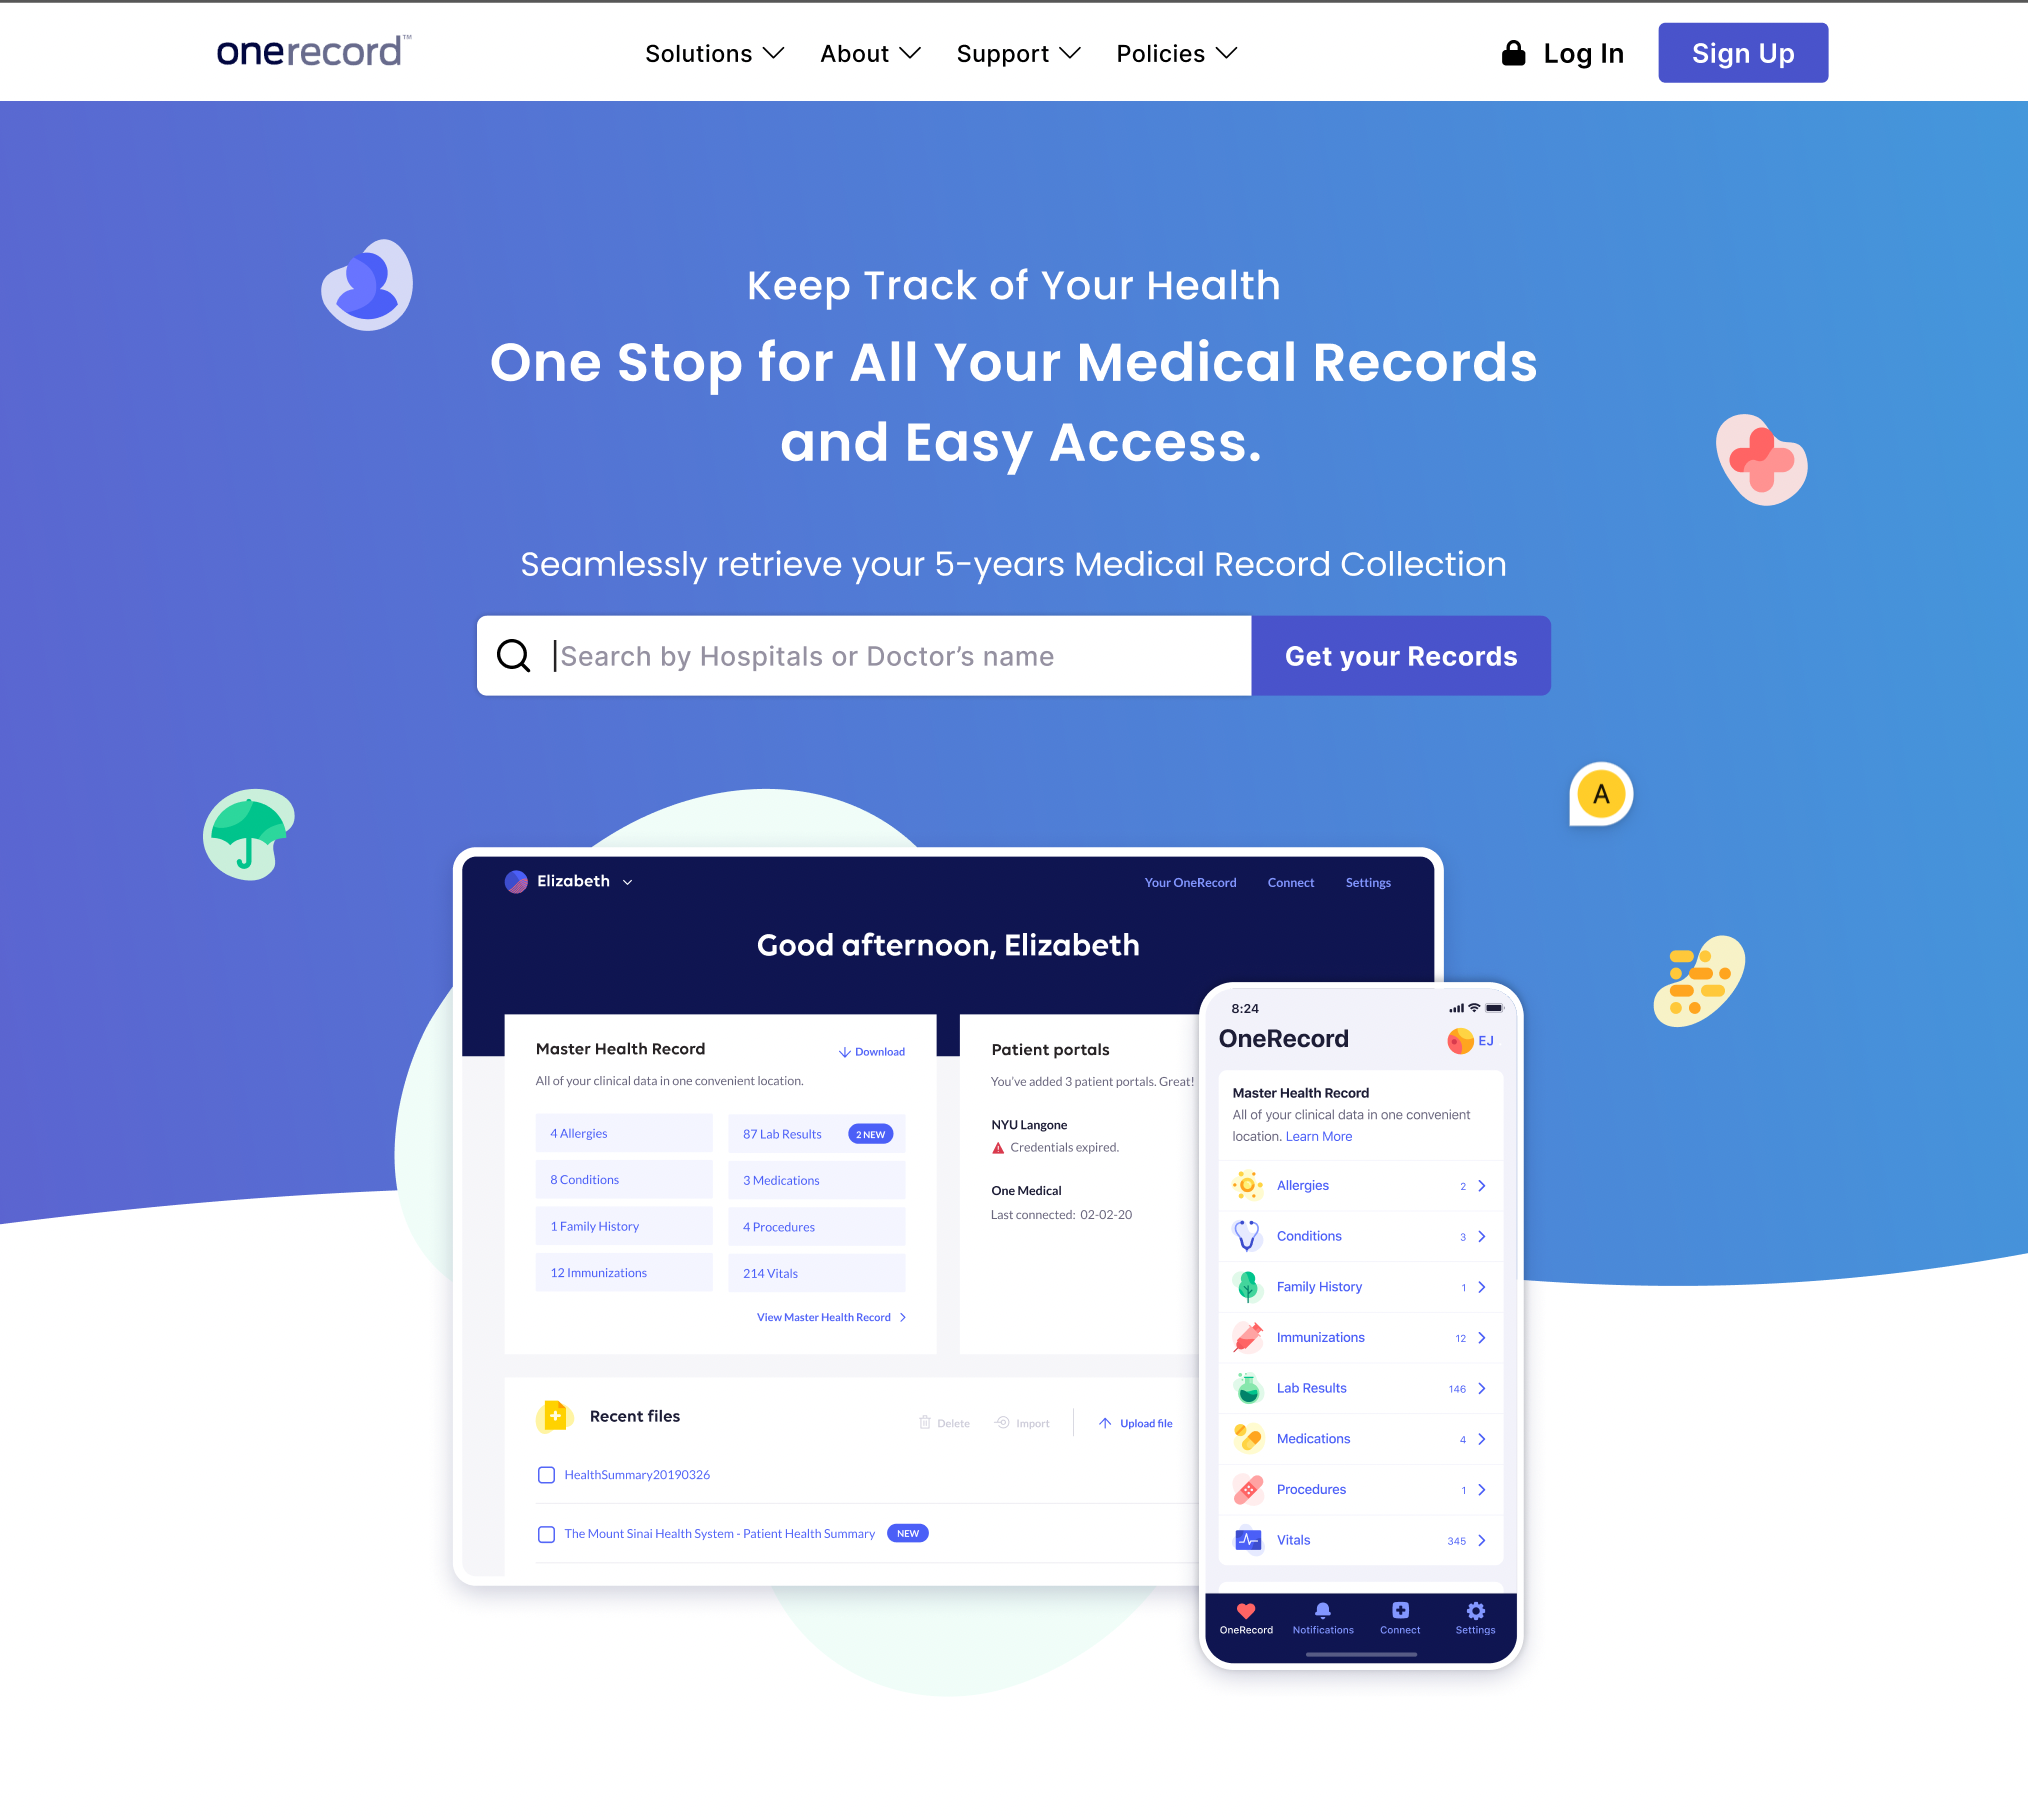 onerecord™
Solutions
About
Support
Policies
Log In
Sign Up
Keep Track of Your Health
One Stop for All Your Medical Records
and Easy Access.
Seamlessly retrieve your 5-years Medical Record Collection
Search by Hospitals or Doctor’s name
Get your Records
A
Elizabeth
Your OneRecord
Connect
Settings
Good afternoon, Elizabeth
Master Health Record
Download
All of your clinical data in one convenient location.
4 Allergies
87 Lab Results
2 NEW
8 Conditions
3 Medications
1 Family History
4 Procedures
12 Immunizations
214 Vitals
View Master Health Record
Patient portals
You’ve added 3 patient portals. Great!
NYU Langone
Credentials expired.
One Medical
Last connected: 02-02-20
Recent files
Delete
Import
Upload file
HealthSummary20190326
The Mount Sinai Health System - Patient Health Summary
NEW
8:24
OneRecord
EJ
Master Health Record
All of your clinical data in one convenient
location. Learn More
Allergies 2
Conditions 3
Family History 1
Immunizations 12
Lab Results 146
Medications 4
Procedures 1
Vitals 345
OneRecord
Notifications
Connect
Settings